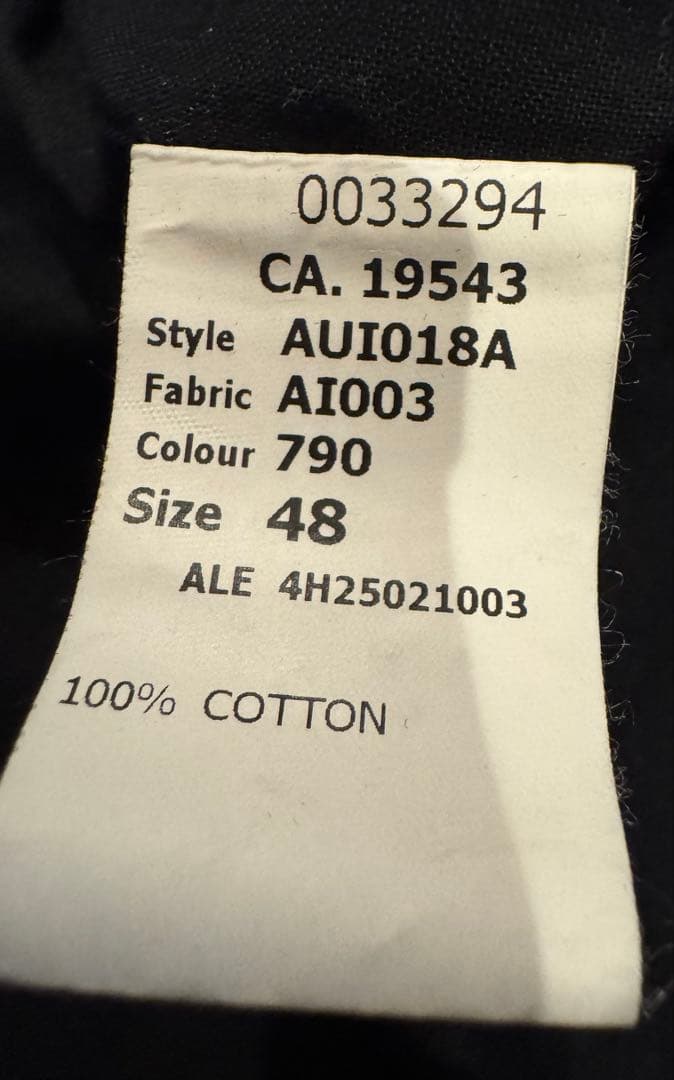 0033294
CA. 19543
Style AUI018A
Fabric AI003
Colour 790
Size 48
ALE 4H25021003
100% COTTON